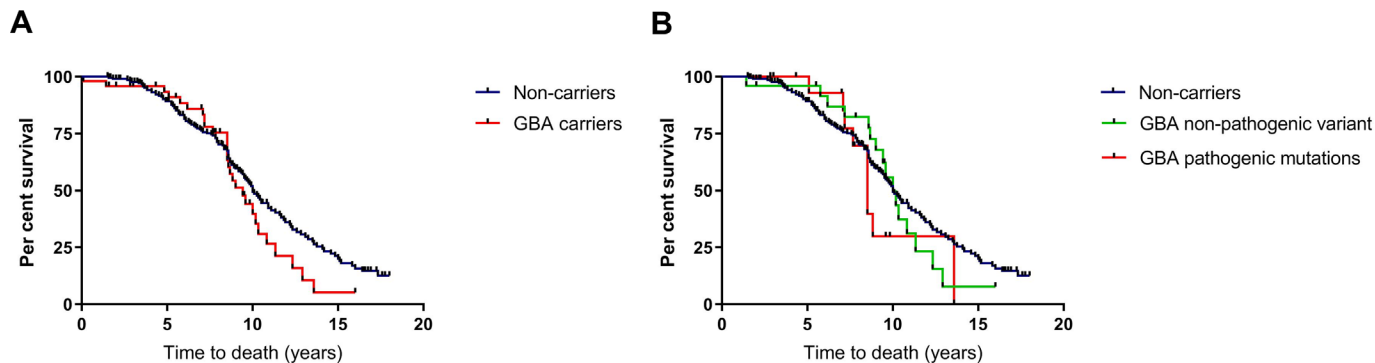 A
Per cent survival
100
75
50
25
0
0 5 10 15 20
Time to death (years)
Non-carriers
GBA carriers
B
Per cent survival
100
75
50
25
0
0 5 10 15 20
Time to death (years)
Non-carriers
GBA non-pathogenic variant
GBA pathogenic mutations